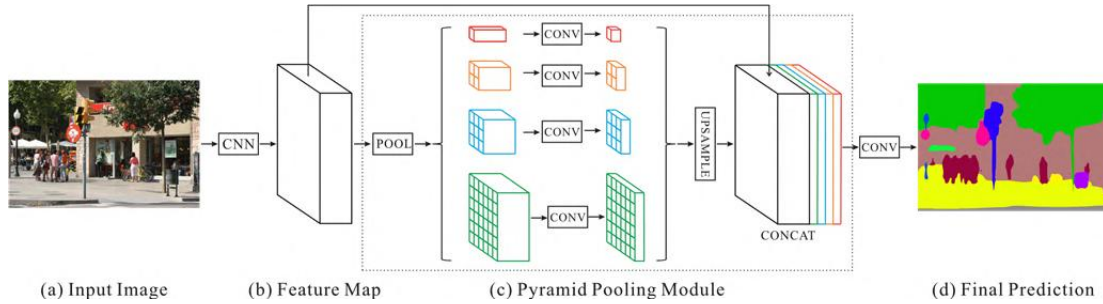 CNN
POOL
CONV
CONV
CONV
CONV
UPSAMPLE
CONCAT
CONV
(a) Input Image
(b) Feature Map
(c) Pyramid Pooling Module
(d) Final Prediction